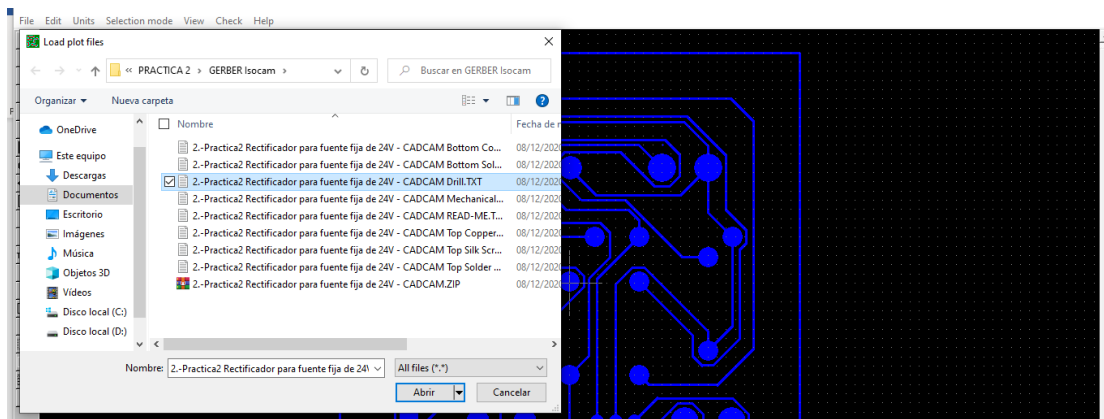 File Edit Units Selection mode View Check Help
Load plot files
« PRACTICA 2 › GERBER Isocam ›
Buscar en GERBER Isocam
Organizar Nueva carpeta
Nombre Fecha de r
OneDrive
Este equipo
Descargas
Documentos
Escritorio
Imágenes
Música
Objetos 3D
Vídeos
Disco local (C:)
Disco local (D:)
2.-Practica2 Rectificador para fuente fija de 24V - CADCAM Bottom Co... 08/12/2020
2.-Practica2 Rectificador para fuente fija de 24V - CADCAM Bottom Sol... 08/12/2020
2.-Practica2 Rectificador para fuente fija de 24V - CADCAM Drill.TXT 08/12/2020
2.-Practica2 Rectificador para fuente fija de 24V - CADCAM Mechanical... 08/12/2020
2.-Practica2 Rectificador para fuente fija de 24V - CADCAM READ-ME.T... 08/12/2020
2.-Practica2 Rectificador para fuente fija de 24V - CADCAM Top Copper... 08/12/2020
2.-Practica2 Rectificador para fuente fija de 24V - CADCAM Top Silk Scr... 08/12/2020
2.-Practica2 Rectificador para fuente fija de 24V - CADCAM Top Solder ... 08/12/2020
2.-Practica2 Rectificador para fuente fija de 24V - CADCAM.ZIP 08/12/2020
Nombre: 2.-Practica2 Rectificador para fuente fija de 24V All files (*.*)
Abrir Cancelar